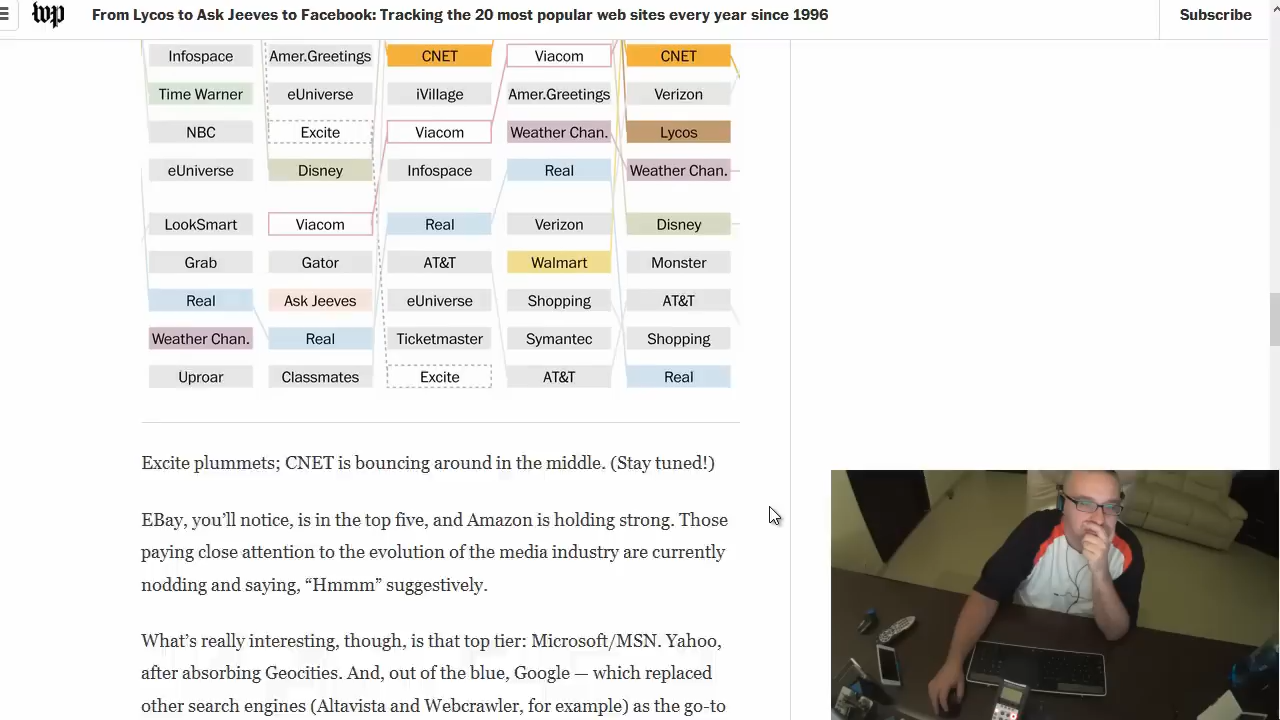 wp From Lycos to Ask Jeeves to Facebook: Tracking the 20 most popular web sites every year since 1996 Subscribe
Infospace Amer.Greetings CNET Viacom CNET
Time Warner eUniverse iVillage Amer.Greetings Verizon
NBC Excite Viacom Weather Chan. Lycos
eUniverse Disney Infospace Real Weather Chan.
LookSmart Viacom Real Verizon Disney
Grab Gator AT&T Walmart Monster
Real Ask Jeeves eUniverse Shopping AT&T
Weather Chan. Real Ticketmaster Symantec Shopping
Uproar Classmates Excite AT&T Real
Excite plummets; CNET is bouncing around in the middle. (Stay tuned!)
EBay, you’ll notice, is in the top five, and Amazon is holding strong. Those
paying close attention to the evolution of the media industry are currently
nodding and saying, “Hmmm” suggestively.
What’s really interesting, though, is that top tier: Microsoft/MSN. Yahoo,
after absorbing Geocities. And, out of the blue, Google — which replaced
other search engines (Altavista and Webcrawler, for example) as the go-to